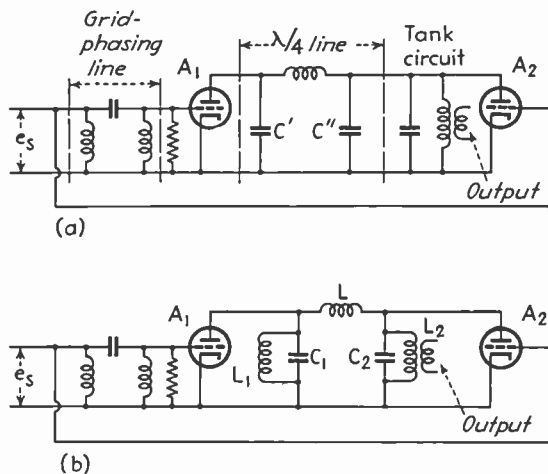 Grid-
phasing
line
A₁
λ/4 line
Tank
circuit
A₂
eₛ
C'
C"
Output
(a)
A₁
L
A₂
eₛ
L₁
C₁
C₂
L₂
Output
(b)